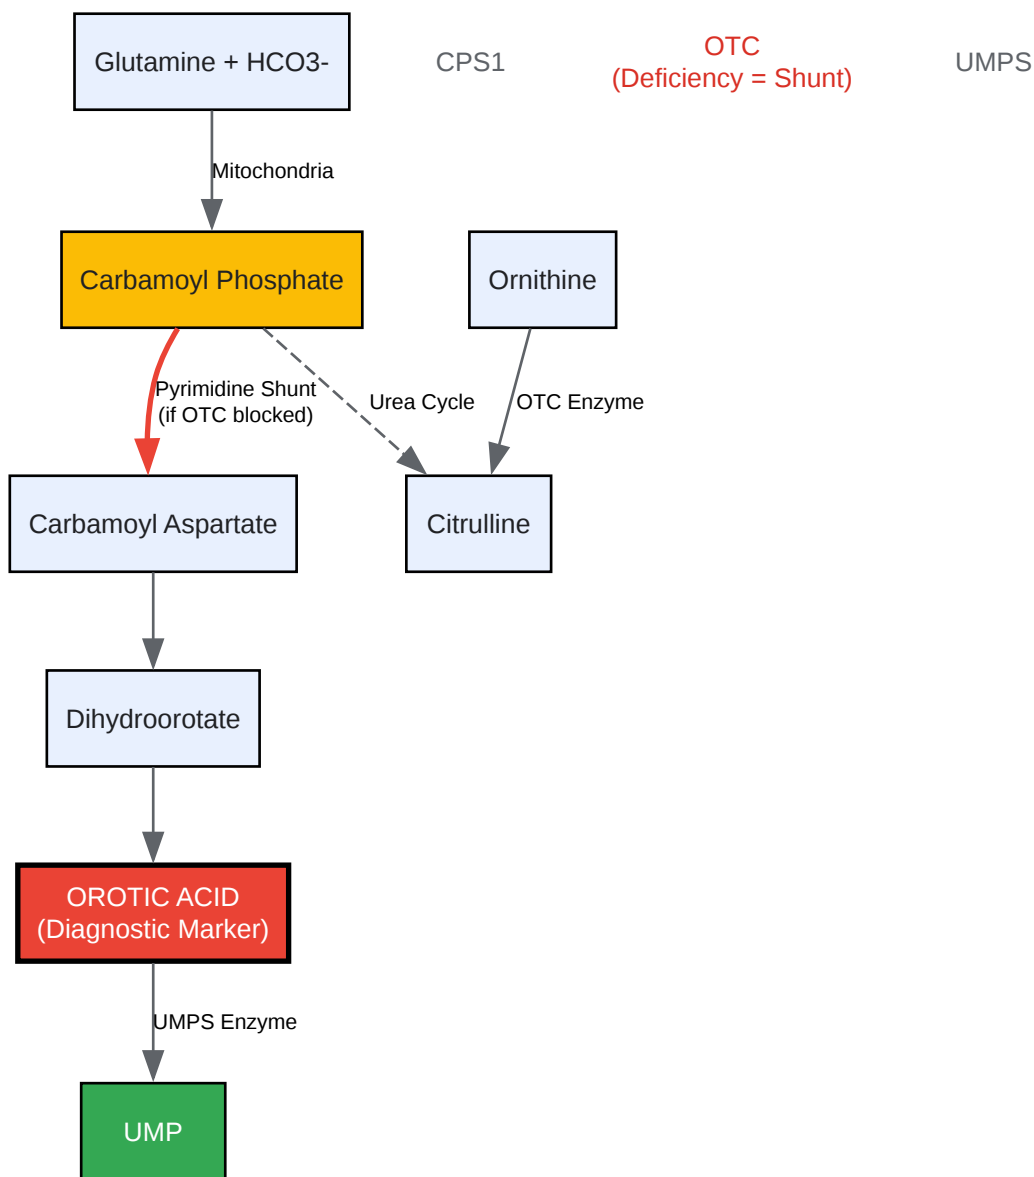 Glutamine + HCO3-
CPS1
OTC
(Deficiency = Shunt)
UMPS
Mitochondria
Carbamoyl Phosphate
Ornithine
Pyrimidine Shunt
(if OTC blocked)
Urea Cycle
OTC Enzyme
Carbamoyl Aspartate
Citrulline
Dihydroorotate
OROTIC ACID
(Diagnostic Marker)
UMPS Enzyme
UMP